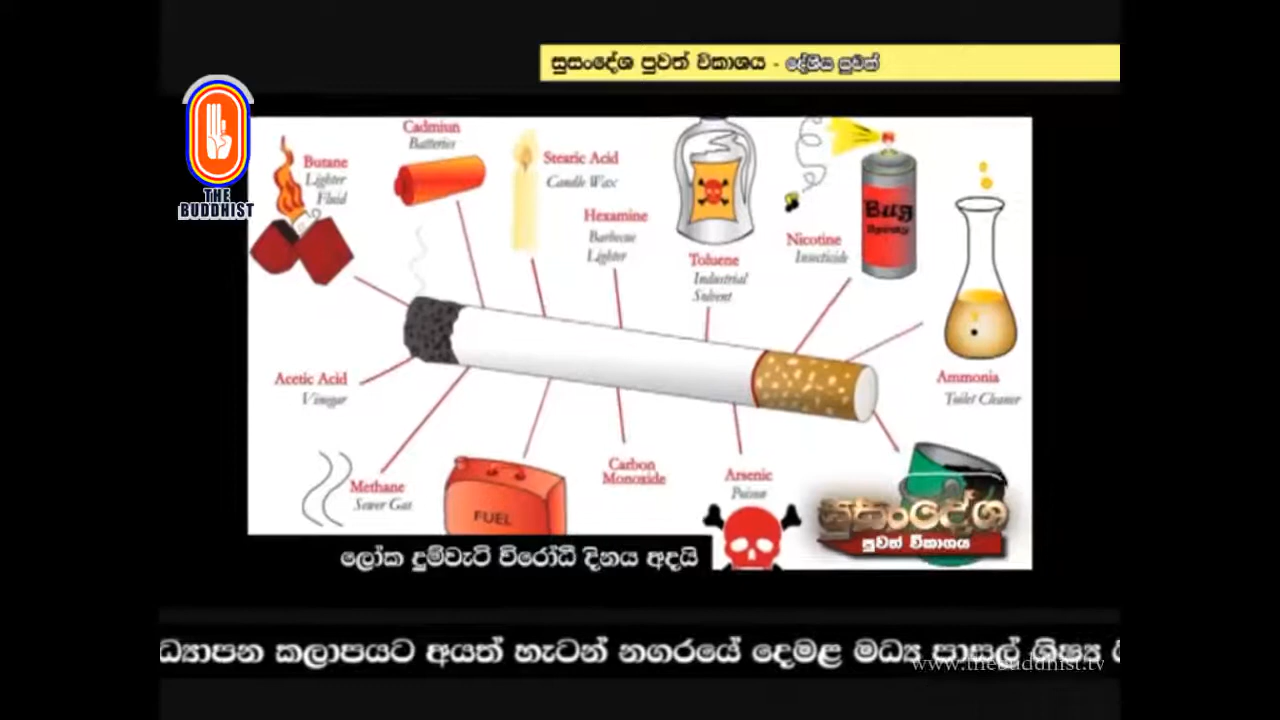 සුසංදේශ පුවත් විකාශය - දේශීය පුවත්
THE
BUDDHIST
Butane
Lighter
Fluid
Cadmiun
Batteries
Stearic Acid
Candle Wax
Hexamine
Barbecue
Lighter
Toluene
Industrial
Solvent
Nicotine
Insecticide
Bug
Spray
Ammonia
Toilet Cleaner
Acetic Acid
Vinegar
Methane
Sewer Gas
FUEL
Carbon
Monoxide
Arsenic
Poison
සුසංදේශ
පුවත් විකාශය
ලෝක දුම්වැටි විරෝධී දිනය අදයි
ධ්‍යාපන කලාපයට අයත් හැටන් නගරයේ දෙමළ මධ්‍ය පාසල් ශිෂ්‍ය
www.thebuddhist.tv